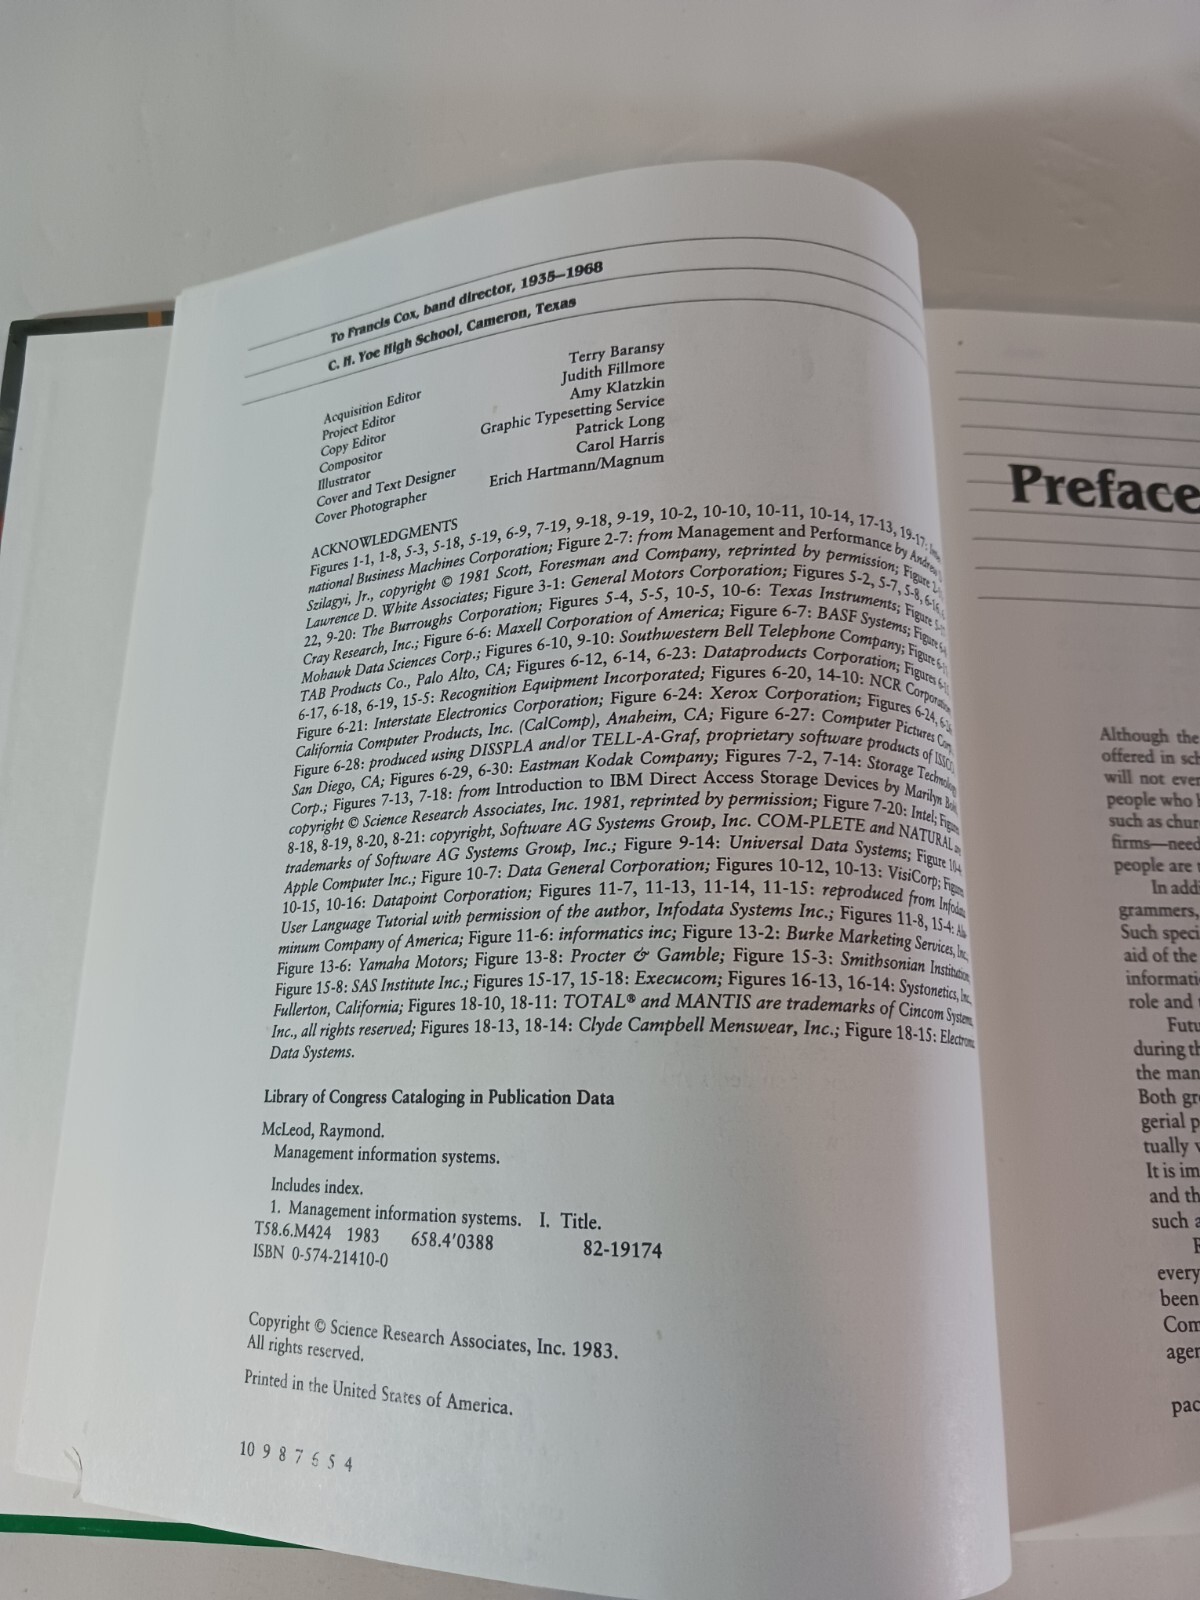 To Francis Cox, band director, 1935–1968
C. H. Yoe High School, Cameron, Texas
Acquisition Editor Terry Baransy
Project Editor Judith Fillmore
Copy Editor Amy Klatzkin
Compositor Graphic Typesetting Service
Illustrator Patrick Long
Cover and Text Designer Carol Harris
Cover Photographer Erich Hartmann/Magnum
ACKNOWLEDGMENTS
Figures 1-1, 1-8, 5-3, 5-18, 5-19, 6-9, 7-19, 9-18, 9-19, 10-2, 10-10, 10-11, 10-14, 17-13, 19-17: Inter
national Business Machines Corporation; Figure 2-7: from Management and Performance by Andrew
Szilagyi, Jr., copyright © 1981 Scott, Foresman and Company, reprinted by permission; Figure
Lawrence D. White Associates; Figure 3-1: General Motors Corporation; Figures 5-2, 5-7, 5-8, 6-16,
22, 9-20: The Burroughs Corporation; Figures 5-4, 5-5, 10-5, 10-6: Texas Instruments; Figure
Cray Research, Inc.; Figure 6-6: Maxell Corporation of America; Figure 6-7: BASF Systems; Figure
Mohawk Data Sciences Corp.; Figures 6-10, 9-10: Southwestern Bell Telephone Company; Figure
TAB Products Co., Palo Alto, CA; Figures 6-12, 6-14, 6-23: Dataproducts Corporation; Figures
6-17, 6-18, 6-19, 15-5: Recognition Equipment Incorporated; Figures 6-20, 14-10: NCR Corporation
Figure 6-21: Interstate Electronics Corporation; Figure 6-24: Xerox Corporation; Figures 6-24,
California Computer Products, Inc. (CalComp), Anaheim, CA; Figure 6-27: Computer Pictures Corp.
Figure 6-28: produced using DISSPLA and/or TELL-A-Graf, proprietary software products of ISSCO
San Diego, CA; Figures 6-29, 6-30: Eastman Kodak Company; Figures 7-2, 7-14: Storage Technology
Corp.; Figures 7-13, 7-18: from Introduction to IBM Direct Access Storage Devices by Marilyn
copyright © Science Research Associates, Inc. 1981, reprinted by permission; Figure 7-20: Intel; Figures
8-18, 8-19, 8-20, 8-21: copyright, Software AG Systems Group, Inc. COM-PLETE and NATURAL are
trademarks of Software AG Systems Group, Inc.; Figure 9-14: Universal Data Systems; Figure 10-4
Apple Computer Inc.; Figure 10-7: Data General Corporation; Figures 10-12, 10-13: VisiCorp; Figures
10-15, 10-16: Datapoint Corporation; Figures 11-7, 11-13, 11-14, 11-15: reproduced from Infodata
User Language Tutorial with permission of the author, Infodata Systems Inc.; Figures 11-8, 15-4: Alu
minum Company of America; Figure 11-6: informatics inc; Figure 13-2: Burke Marketing Services, Inc,
Figure 13-6: Yamaha Motors; Figure 13-8: Procter & Gamble; Figure 15-3: Smithsonian Institution
Figure 15-8: SAS Institute Inc.; Figures 15-17, 15-18: Execucom; Figures 16-13, 16-14: Systonetics, Inc,
Fullerton, California; Figures 18-10, 18-11: TOTAL® and MANTIS are trademarks of Cincom Systems,
Inc., all rights reserved; Figures 18-13, 18-14: Clyde Campbell Menswear, Inc.; Figure 18-15: Electronic
Data Systems.
Library of Congress Cataloging in Publication Data
McLeod, Raymond.
Management information systems.
Includes index.
1. Management information systems. I. Title.
T58.6.M424 1983 658.4'0388 82-19174
ISBN 0-574-21410-0
Copyright © Science Research Associates, Inc. 1983.
All rights reserved.
Printed in the United States of America.
10 9 8 7 6 5 4
Preface
Although the
offered in
will not
people who
such as
firms—need
people are
In
grammers,
Such
aid of the
role and
during
the
Both
gerial
tually
It is
and
such
every
been